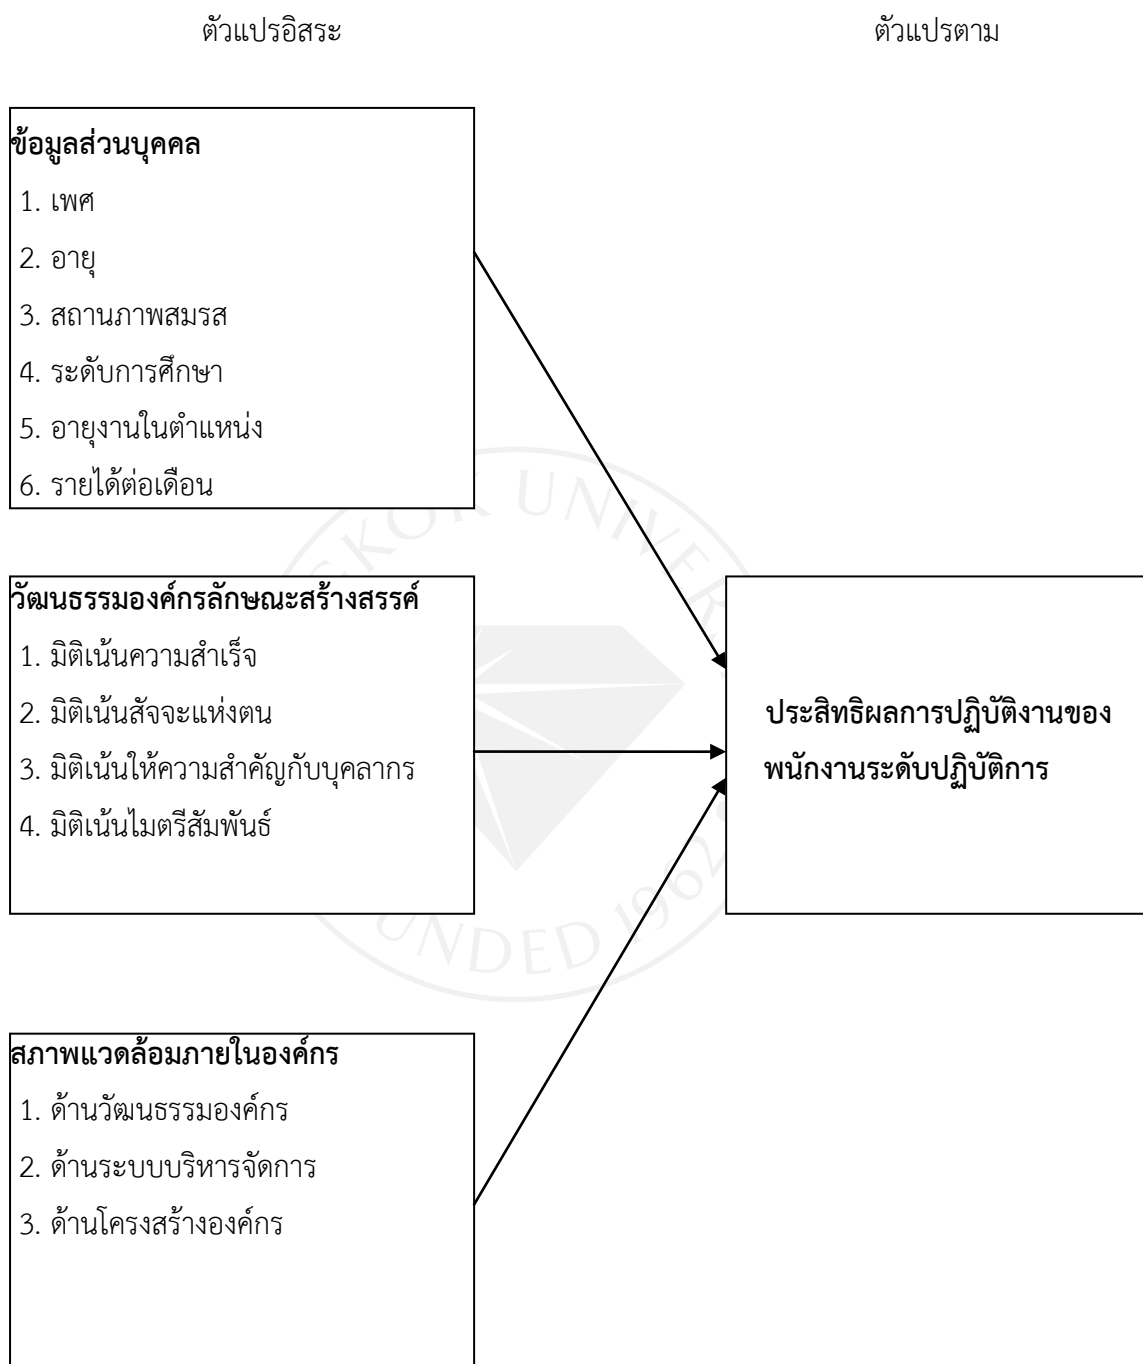 ตัวแปรอิสระ
ตัวแปรตาม
ข้อมูลส่วนบุคคล
1. เพศ
2. อายุ
3. สถานภาพสมรส
4. ระดับการศึกษา
5. อายุงานในตำแหน่ง
6. รายได้ต่อเดือน
วัฒนธรรมองค์กรลักษณะสร้างสรรค์
1. มิติเน้นความสำเร็จ
2. มิติเน้นสัจจะแห่งตน
3. มิติเน้นให้ความสำคัญกับบุคลากร
4. มิติเน้นไมตรีสัมพันธ์
สภาพแวดล้อมภายในองค์กร
1. ด้านวัฒนธรรมองค์กร
2. ด้านระบบบริหารจัดการ
3. ด้านโครงสร้างองค์กร
ประสิทธิผลการปฏิบัติงานของ
พนักงานระดับปฏิบัติการ
GKOK UNIVER
UNDED 1962